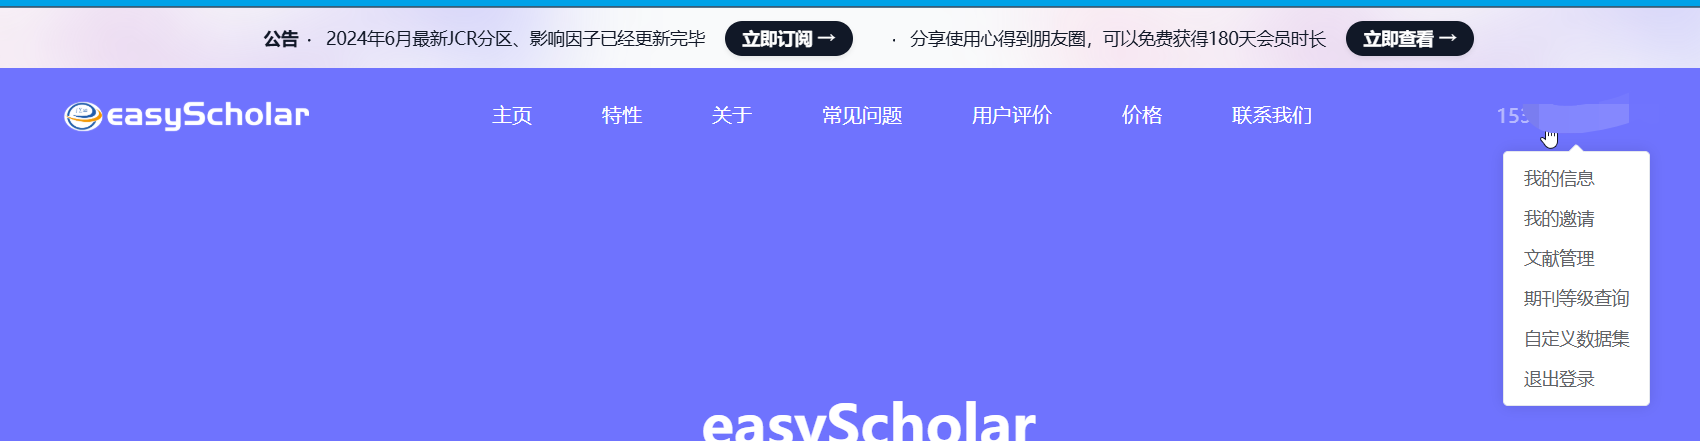 公告 · 2024年6月最新JCR分区、影响因子已经更新完毕 立即订阅 → · 分享使用心得到朋友圈，可以免费获得180天会员时长 立即查看 →
easyScholar 主页 特性 关于 常见问题 用户评价 价格 联系我们
我的信息
我的邀请
文献管理
期刊等级查询
自定义数据集
退出登录
easyScholar